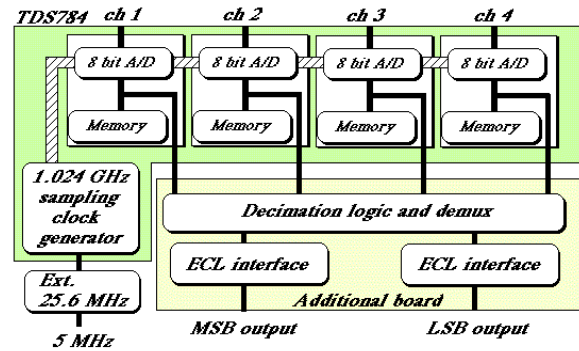 TDS784
ch 1 ch 2 ch 3 ch 4
8 bit A/D 8 bit A/D 8 bit A/D 8 bit A/D
Memory Memory Memory Memory
1.024 GHz
sampling
clock
generator
Decimation logic and demux
ECL interface ECL interface
Ext.
25.6 MHz
Additional board
5 MHz
MSB output LSB output